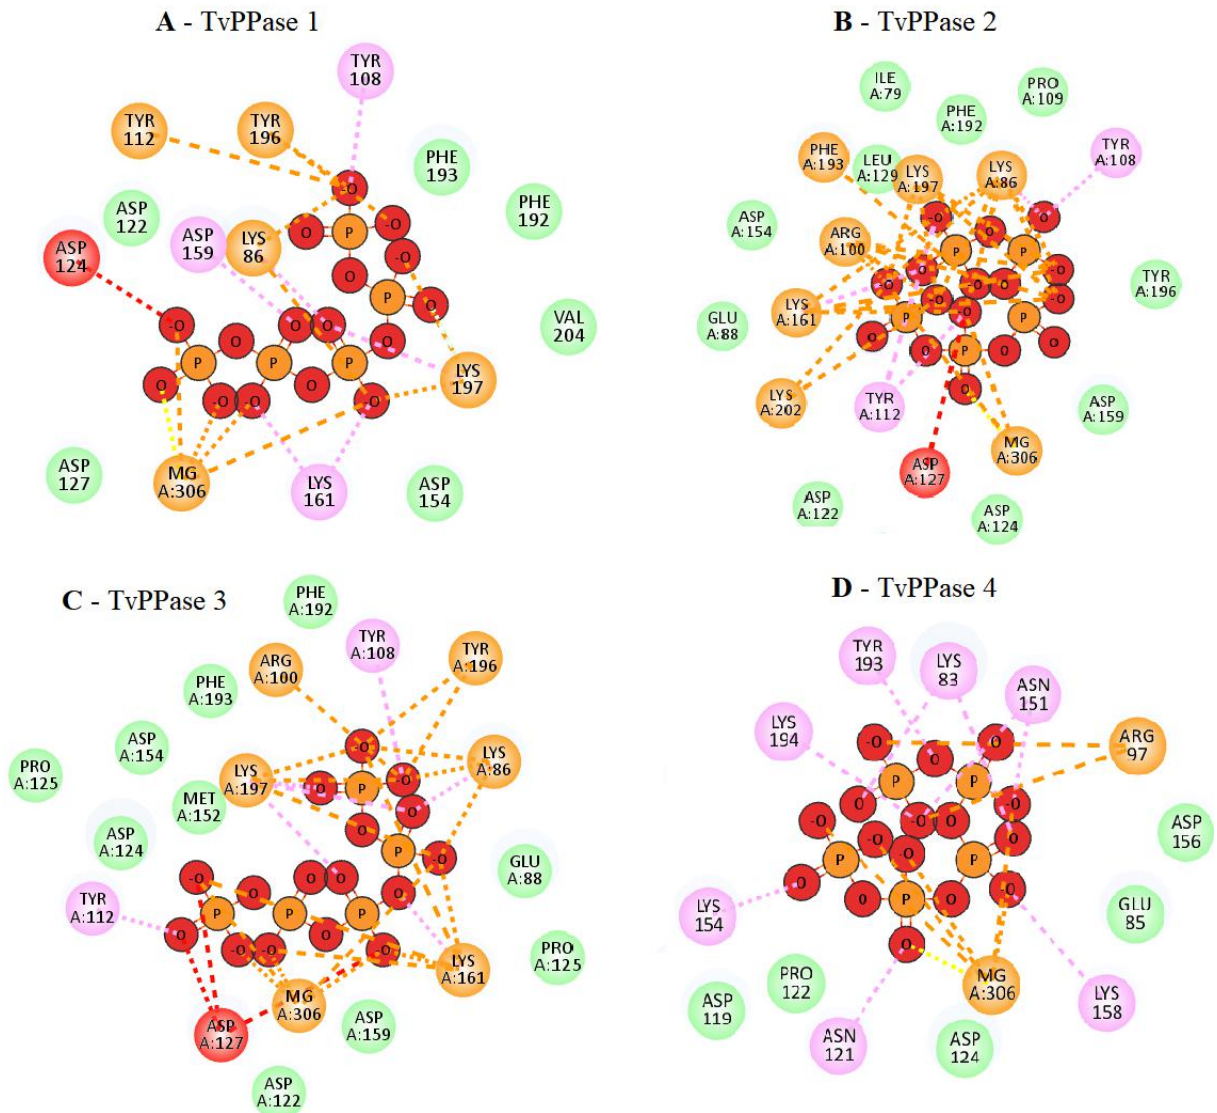 A - TvPPase 1
TYR
108
TYR
112
TYR
196
PHE
193
ASP
122
ASP
159
LYS
86
PHE
192
ASP
124
VAL
204
LYS
197
ASP
127
MG
A:306
LYS
161
ASP
154
-O
O
P
-O
-O
O
P
O
-O
O
O
O
O
P
O
P
O
P
O
-O
-O
O
B - TvPPase 2
ILE
A:79
PHE
A:192
PRO
A:109
PHE
A:193
LEU
A:129
LYS
A:197
LYS
A:86
TYR
A:108
ASP
A:154
ARG
A:100
TYR
A:196
LYS
A:161
GLU
A:88
LYS
A:202
TYR
A:112
ASP
A:159
MG
A:306
ASP
A:127
ASP
A:122
ASP
A:124
C - TvPPase 3
PHE
A:192
TYR
A:108
ARG
A:100
TYR
A:196
PHE
A:193
ASP
A:154
PRO
A:125
LYS
A:197
LYS
A:86
MET
A:152
ASP
A:124
GLU
A:88
TYR
A:112
PRO
A:125
LYS
A:161
MG
A:306
ASP
A:159
ASP
A:127
ASP
A:122
D - TvPPase 4
TYR
193
LYS
83
ASN
151
LYS
194
ARG
97
ASP
156
GLU
85
LYS
154
PRO
122
ASP
119
MG
A:306
LYS
158
ASN
121
ASP
124